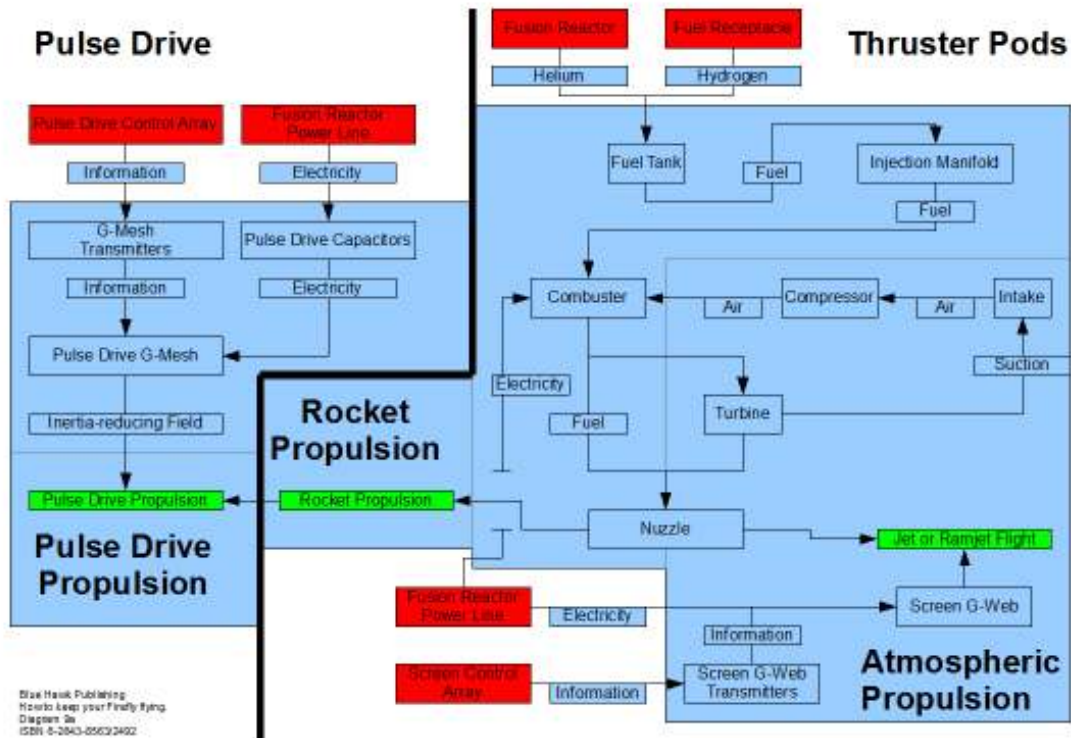 Pulse Drive
Thruster Pods
Fusion Reactor
Fuel Receptacle
Helium
Hydrogen
Pulse Drive Control Array
Fusion Reactor
Power Line
Information
Electricity
Fuel Tank
Fuel
Injection Manifold
Fuel
G-Mesh
Transmitters
Pulse Drive Capacitors
Information
Electricity
Combuster
Air
Compressor
Air
Intake
Suction
Pulse Drive G-Mesh
Electricity
Turbine
Fuel
Inertia-reducing Field
Rocket
Propulsion
Pulse Drive Propulsion
Rocket Propulsion
Nuzzle
Jet or Ramjet Flight
Pulse Drive
Propulsion
Fusion Reactor
Power Line
Electricity
Screen G-Web
Information
Screen Control
Array
Information
Screen G-Web
Transmitters
Atmospheric
Propulsion
Blue Hawk Publishing
How to keep your Firefly flying.
Diagram 9a
ISBN